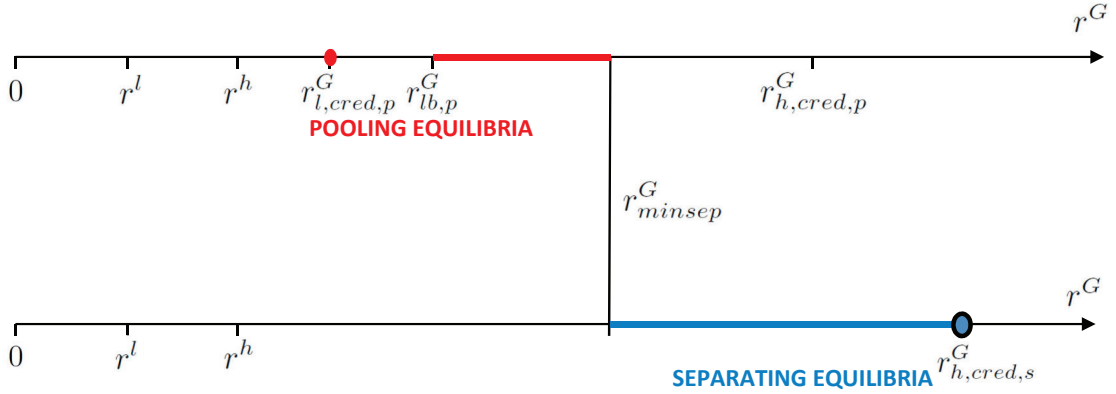 r^G
0 r^l r^h r^G_{l,cred,p} r^G_{lb,p} r^G_{h,cred,p}
POOLING EQUILIBRIA
r^G_{minsep}
r^G
0 r^l r^h r^G_{h,cred,s}
SEPARATING EQUILIBRIA